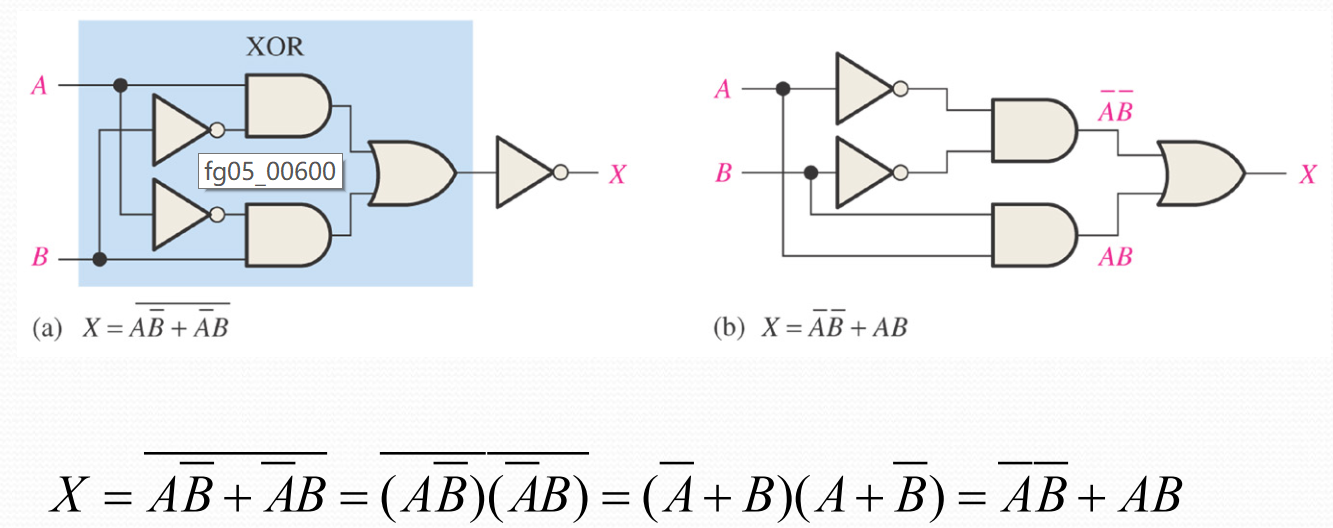 XOR
A
fg05_00600
X
B
(a) X = \overline{A\overline{B} + \overline{A}B}
A
\overline{A}\,\overline{B}
B
X
AB
(b) X = \overline{A}\,\overline{B} + AB
X = \overline{A\overline{B} + \overline{A}B} = \overline{(A\overline{B})}\,\overline{(\overline{A}B)} = (\overline{A} + B)(A + \overline{B}) = \overline{A}\,\overline{B} + AB